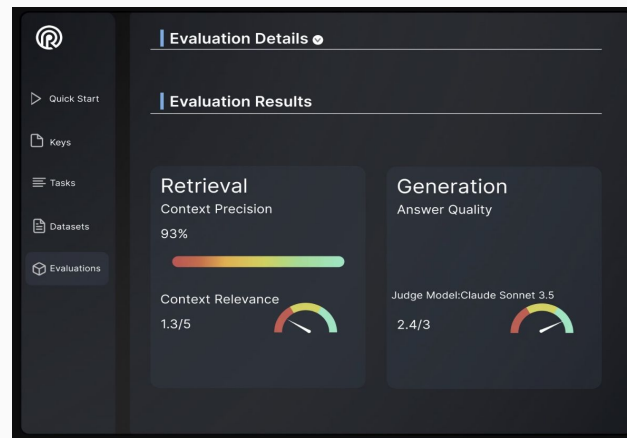 Evaluation Details
Evaluation Results
Quick Start
Keys
Tasks
Datasets
Evaluations
Retrieval
Context Precision
93%
Context Relevance
1.3/5
Generation
Answer Quality
Judge Model:Claude Sonnet 3.5
2.4/3